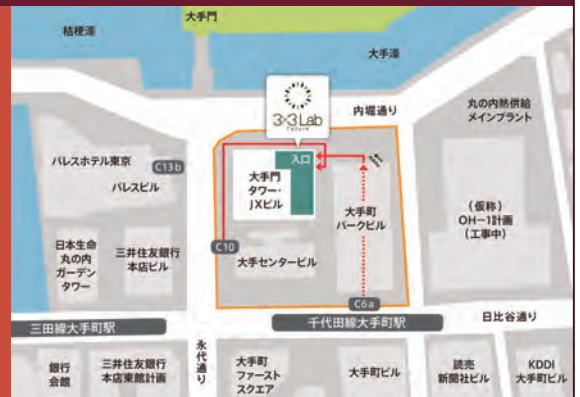 大手門
桔梗濠
大手濠
3×3Lab
Future
内堀通り
丸の内熱供給
メインプラント
パレスホテル東京
C13b
パレスビル
入口
大手門
タワー・
JXビル
大手町
パークビル
(仮称)
OH-1計画
(工事中)
日本生命
丸の内
ガーデン
タワー
三井住友銀行
本店ビル
C10
大手センタービル
C6a
三田線大手町駅
千代田線大手町駅
日比谷通り
永代通り
銀行
会館
三井住友銀行
本店東館計画
大手町
ファースト
スクエア
大手町ビル
読売
新聞社ビル
KDDI
大手町ビル